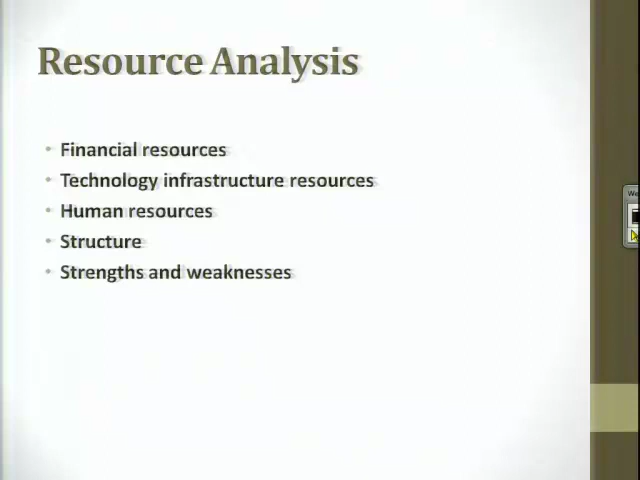 Resource Analysis
• Financial resources
• Technology infrastructure resources
• Human resources
• Structure
• Strengths and weaknesses